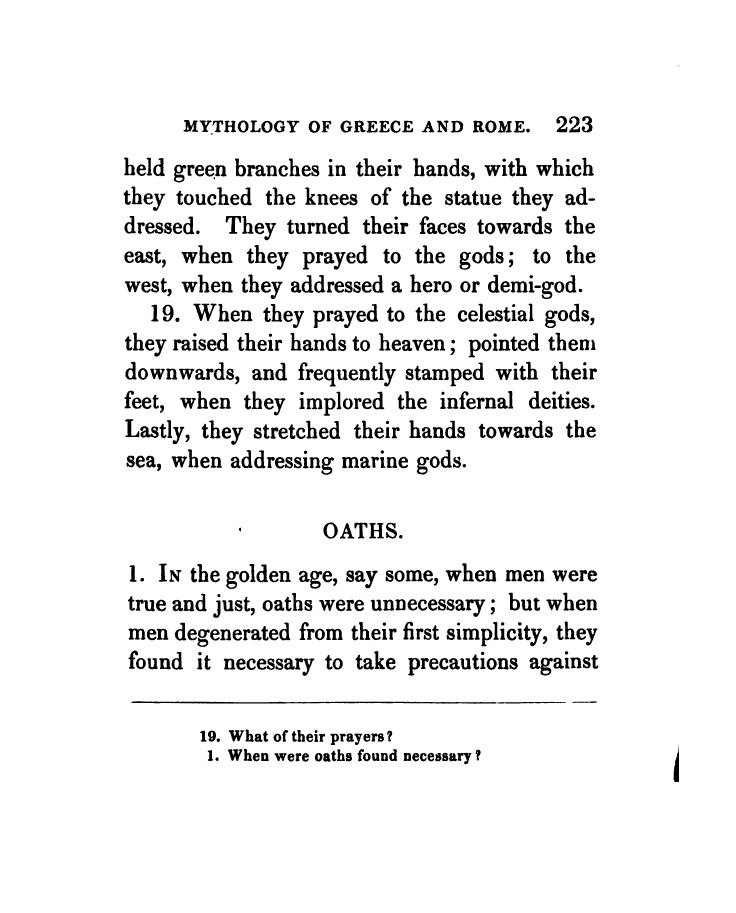 MYTHOLOGY OF GREECE AND ROME. 223
held green branches in their hands, with which
they touched the knees of the statue they ad-
dressed. They turned their faces towards the
east, when they prayed to the gods; to the
west, when they addressed a hero or demi-god.
19. When they prayed to the celestial gods,
they raised their hands to heaven; pointed them
downwards, and frequently stamped with their
feet, when they implored the infernal deities.
Lastly, they stretched their hands towards the
sea, when addressing marine gods.
OATHS.
1. IN the golden age, say some, when men were
true and just, oaths were unnecessary; but when
men degenerated from their first simplicity, they
found it necessary to take precautions against
19. What of their prayers?
1. When were oaths found necessary?